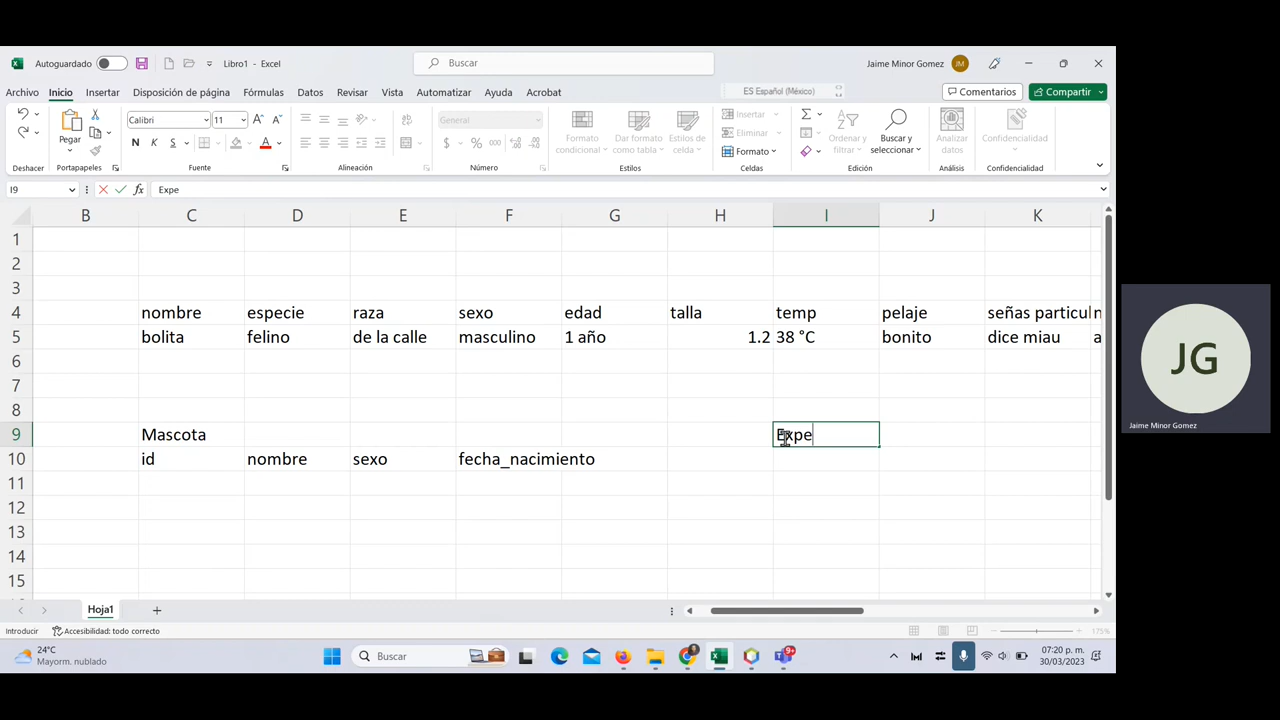 Autoguardado
Libro1 - Excel
Buscar
Jaime Minor Gomez
JM
Archivo Inicio Insertar Disposición de página Fórmulas Datos Revisar Vista Automatizar Ayuda Acrobat
ES Español (México)
Comentarios
Compartir
Calibri 11
General
Pegar
N K S
$ % 000
Formato condicional
Dar formato como tabla
Estilos de celda
Insertar
Eliminar
Formato
Ordenar y filtrar
Buscar y seleccionar
Analizar datos
Confidencialidad
Deshacer Portapapeles Fuente Alineación Número Estilos Celdas Edición Análisis Confidencialidad
I9 fx Expe
B C D E F G H I J K
1
2
3
4 nombre especie raza sexo edad talla temp pelaje señas particul n
5 bolita felino de la calle masculino 1 año 1.2 38 °C bonito dice miau a
6
7
8
9 Mascota Expe
10 id nombre sexo fecha_nacimiento
11
12
13
14
15
JG
Jaime Minor Gomez
Hoja1
Introducir Accesibilidad: todo correcto 175%
24°C
Mayorm. nublado
Buscar
9+
07:20 p. m.
30/03/2023